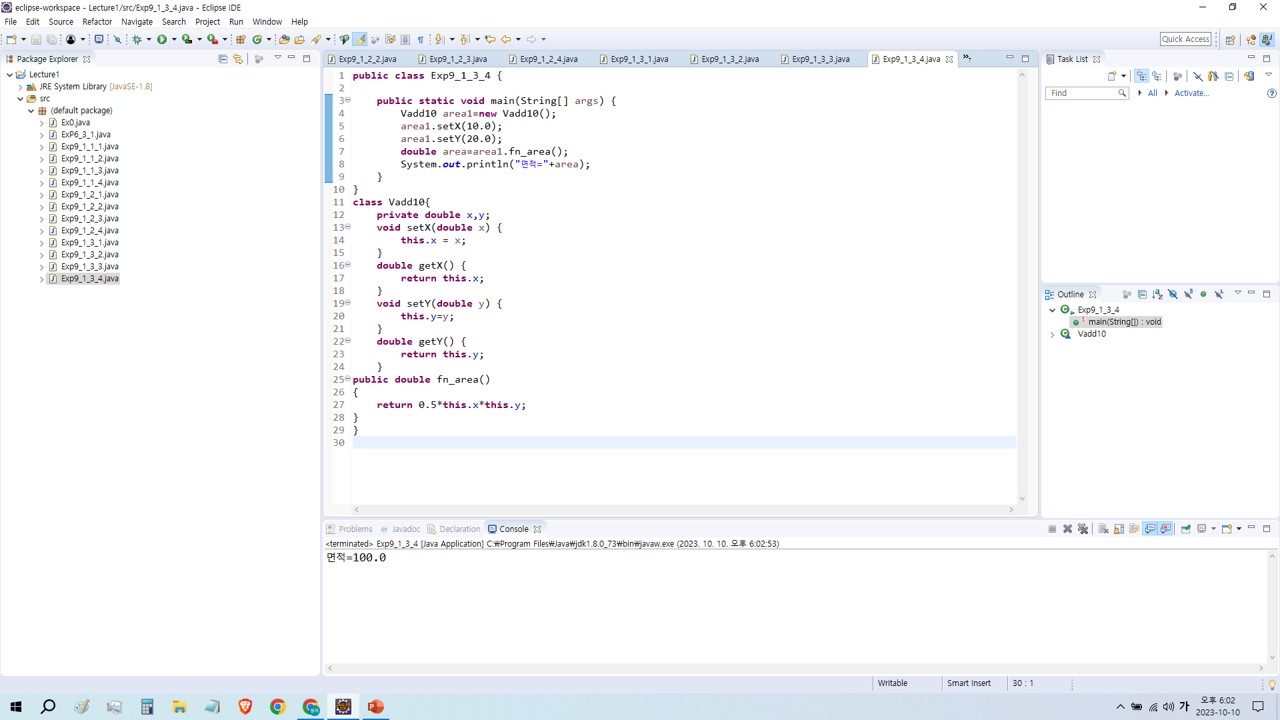 eclipse-workspace - Lecture1/src/Exp9_1_3_4.java - Eclipse IDE
File Edit Source Refactor Navigate Search Project Run Window Help
Quick Access
Package Explorer
Lecture1
JRE System Library [JavaSE-1.8]
src
(default package)
Ex0.java
ExP6_3_1.java
Exp9_1_1_1.java
Exp9_1_1_2.java
Exp9_1_1_3.java
Exp9_1_1_4.java
Exp9_1_2_1.java
Exp9_1_2_2.java
Exp9_1_2_3.java
Exp9_1_2_4.java
Exp9_1_3_1.java
Exp9_1_3_2.java
Exp9_1_3_3.java
Exp9_1_3_4.java
Exp9_1_2_2.java Exp9_1_2_3.java Exp9_1_2_4.java Exp9_1_3_1.java Exp9_1_3_2.java Exp9_1_3_3.java Exp9_1_3_4.java
1 public class Exp9_1_3_4 {
2
3 public static void main(String[] args) {
4 Vadd10 area1=new Vadd10();
5 area1.setX(10.0);
6 area1.setY(20.0);
7 double area=area1.fn_area();
8 System.out.println("면적="+area);
9 }
10 }
11 class Vadd10{
12 private double x,y;
13 void setX(double x) {
14 this.x = x;
15 }
16 double getX() {
17 return this.x;
18 }
19 void setY(double y) {
20 this.y=y;
21 }
22 double getY() {
23 return this.y;
24 }
25 public double fn_area()
26 {
27 return 0.5*this.x*this.y;
28 }
29 }
30
Task List
Find All Activate...
Outline
Exp9_1_3_4
main(String[]) : void
Vadd10
Problems Javadoc Declaration Console
<terminated> Exp9_1_3_4 [Java Application] C:₩Program Files₩Java₩jdk1.8.0_73₩bin₩javaw.exe (2023. 10. 10. 오후 6:02:53)
면적=100.0
Writable Smart Insert 30 : 1
가
오후 6:02
2023-10-10